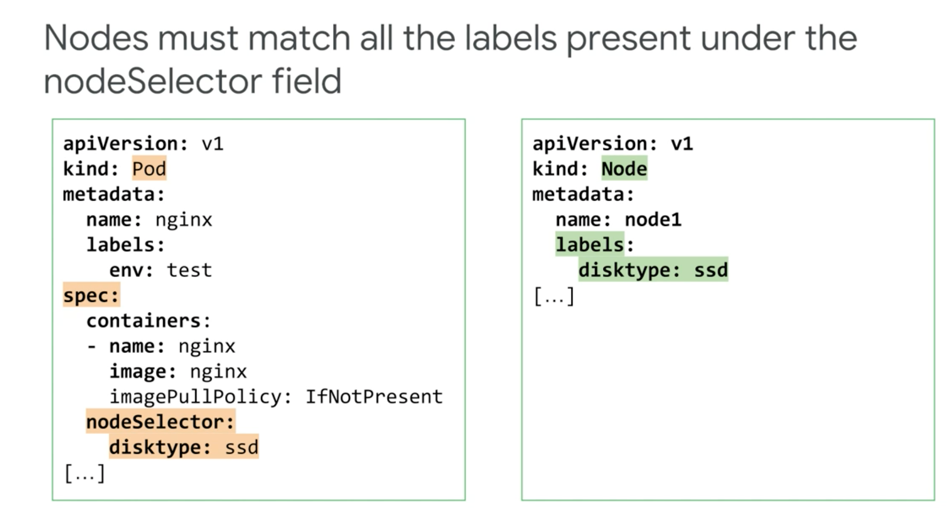 Nodes must match all the labels present under the
nodeSelector field
apiVersion: v1
kind: Pod
metadata:
  name: nginx
  labels:
    env: test
spec:
  containers:
  - name: nginx
    image: nginx
    imagePullPolicy: IfNotPresent
  nodeSelector:
    disktype: ssd
[...]
apiVersion: v1
kind: Node
metadata:
  name: node1
  labels:
    disktype: ssd
[...]